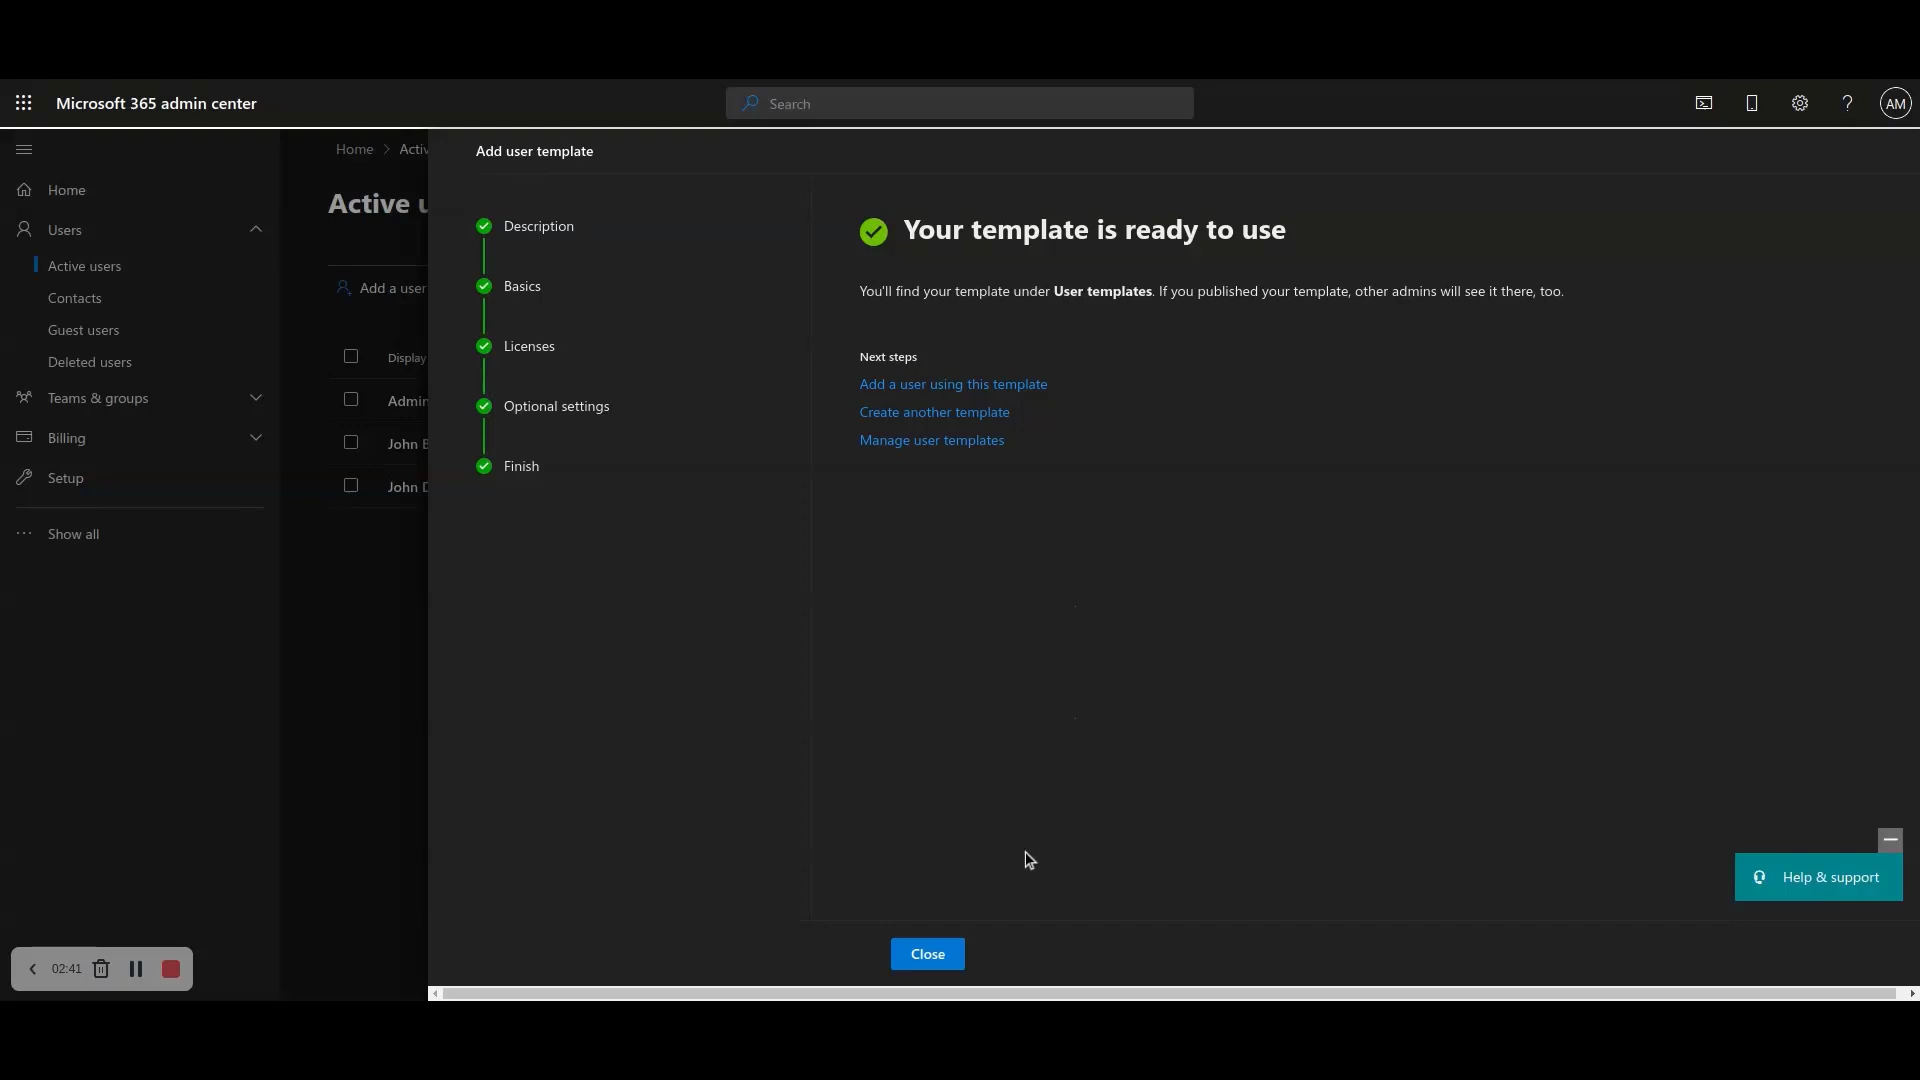 Microsoft 365 admin center
Search
AM
Home
Users
Active users
Contacts
Guest users
Deleted users
Teams & groups
Billing
Setup
Show all
Home > Activ
Active u
Add a user
Display
Admin
John B
John D
Add user template
Description
Basics
Licenses
Optional settings
Finish
Your template is ready to use
You'll find your template under User templates. If you published your template, other admins will see it there, too.
Next steps
Add a user using this template
Create another template
Manage user templates
Help & support
Close
02:41